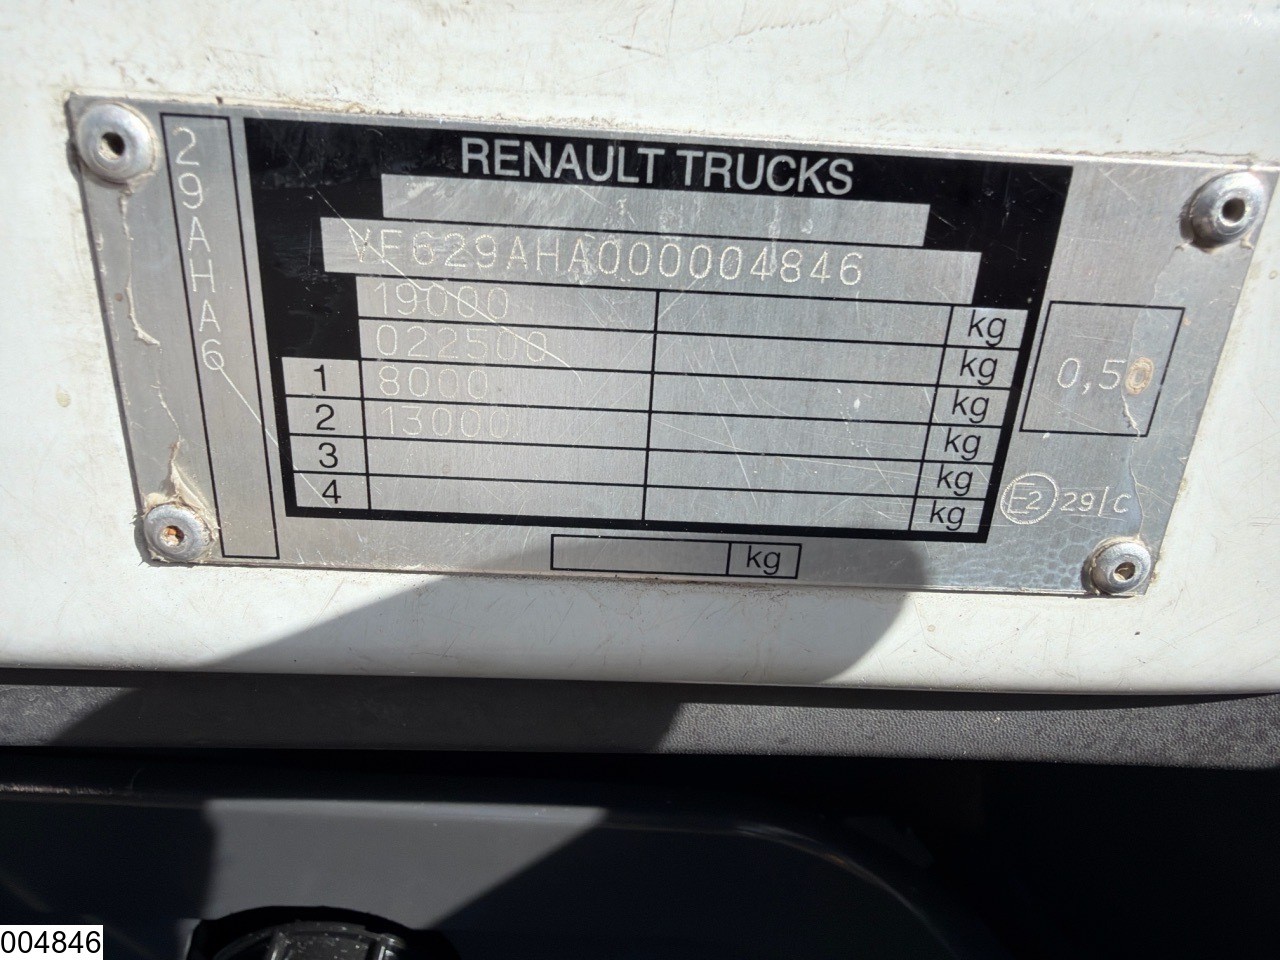 29AHA6
RENAULT TRUCKS
VF629AHA000004846
19000 kg
022500 kg
1 8000 kg
2 13000 kg
3 kg
4 kg
kg
0,50
E2 29/C
004846